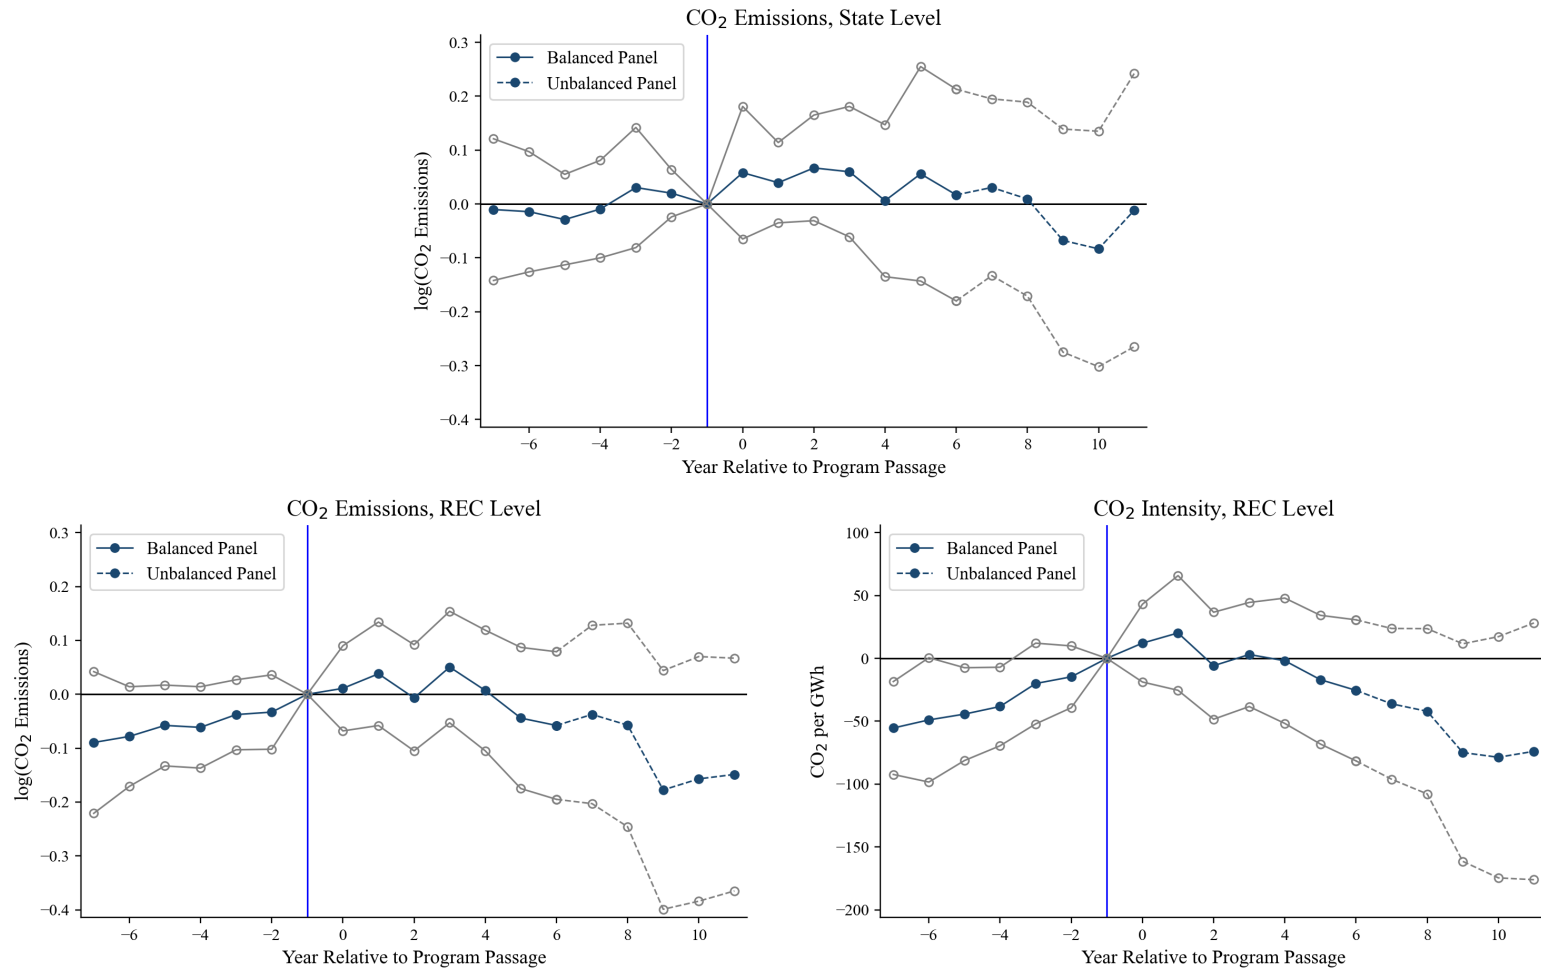 CO₂ Emissions, State Level
Balanced Panel
Unbalanced Panel
log(CO₂ Emissions)
0.3
0.2
0.1
0.0
−0.1
−0.2
−0.3
−0.4
−6 −4 −2 0 2 4 6 8 10
Year Relative to Program Passage
CO₂ Emissions, REC Level
Balanced Panel
Unbalanced Panel
log(CO₂ Emissions)
0.3
0.2
0.1
0.0
−0.1
−0.2
−0.3
−0.4
−6 −4 −2 0 2 4 6 8 10
Year Relative to Program Passage
CO₂ Intensity, REC Level
Balanced Panel
Unbalanced Panel
CO₂ per GWh
100
50
0
−50
−100
−150
−200
−6 −4 −2 0 2 4 6 8 10
Year Relative to Program Passage